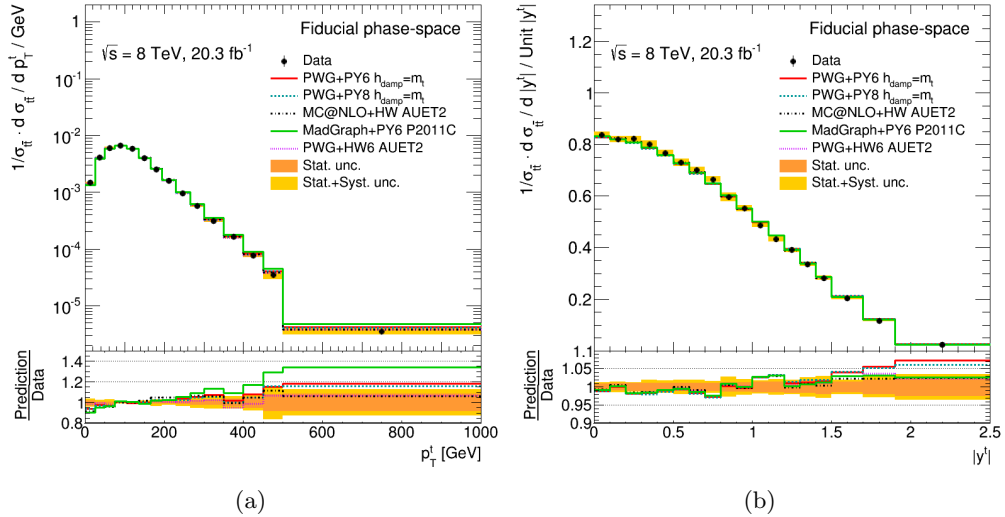 Fiducial phase-space
√s = 8 TeV, 20.3 fb⁻¹
Data
PWG+PY6 h_damp=m_t
PWG+PY8 h_damp=m_t
MC@NLO+HW AUET2
MadGraph+PY6 P2011C
PWG+HW6 AUET2
Stat. unc.
Stat.+Syst. unc.
1/σ_tt̄ · d σ_tt̄ / d p_T^t / GeV
10⁻¹
10⁻²
10⁻³
10⁻⁴
10⁻⁵
1
Prediction
Data
1.4
1.2
1
0.8
0 200 400 600 800 1000
p_T^t [GeV]
(a)
Fiducial phase-space
√s = 8 TeV, 20.3 fb⁻¹
Data
PWG+PY6 h_damp=m_t
PWG+PY8 h_damp=m_t
MC@NLO+HW AUET2
MadGraph+PY6 P2011C
PWG+HW6 AUET2
Stat. unc.
Stat.+Syst. unc.
1/σ_tt̄ · d σ_tt̄ / d |y^t| / Unit |y^t|
1.2
1
0.8
0.6
0.4
0.2
Prediction
Data
1.1
1.05
1
0.95
0.9
0 0.5 1 1.5 2 2.5
|y^t|
(b)